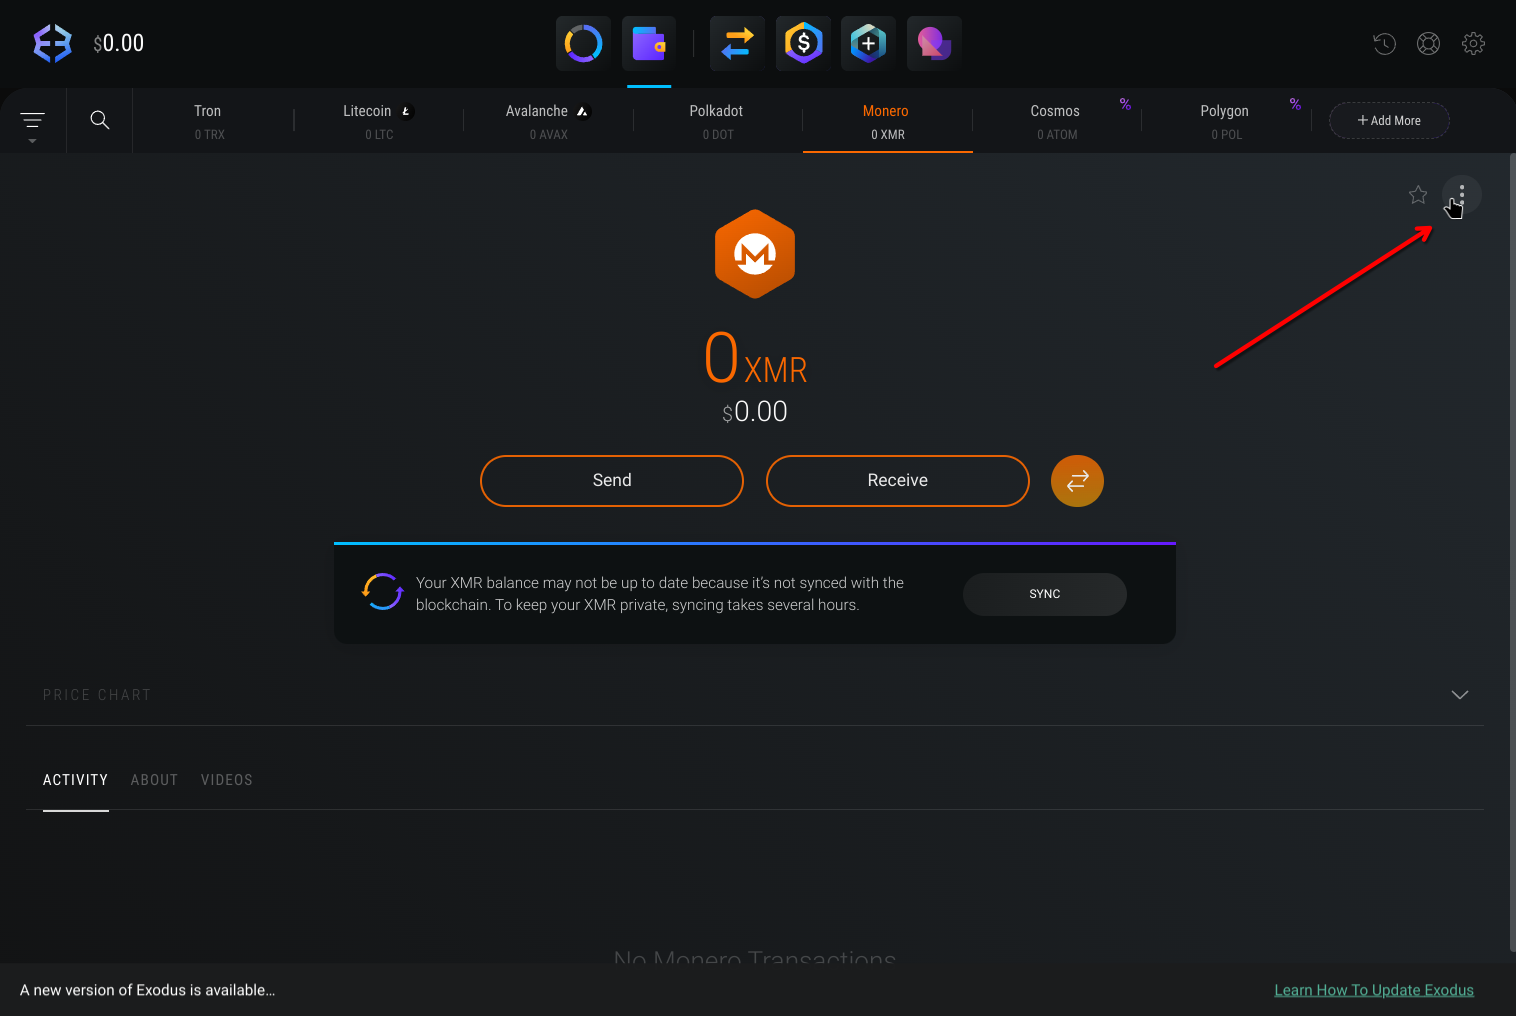 $0.00
Tron
0 TRX
Litecoin
0 LTC
Avalanche
0 AVAX
Polkadot
0 DOT
Monero
0 XMR
Cosmos
%
0 ATOM
Polygon
%
0 POL
+ Add More
0 XMR
$0.00
Send
Receive
Your XMR balance may not be up to date because it's not synced with the
blockchain. To keep your XMR private, syncing takes several hours.
SYNC
PRICE CHART
ACTIVITY ABOUT VIDEOS
No Monero Transactions
A new version of Exodus is available...
Learn How To Update Exodus